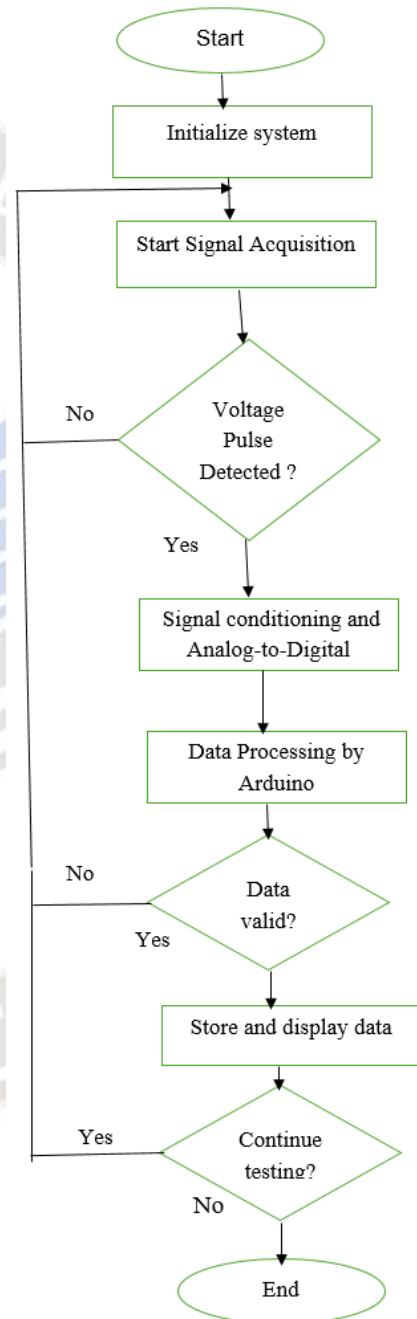 Start
Initialize system
Start Signal Acquisition
No
Voltage
Pulse
Detected ?
Yes
Signal conditioning and
Analog-to-Digital
Data Processing by
Arduino
No
Data
valid?
Yes
Store and display data
Yes
Continue
testing?
No
End